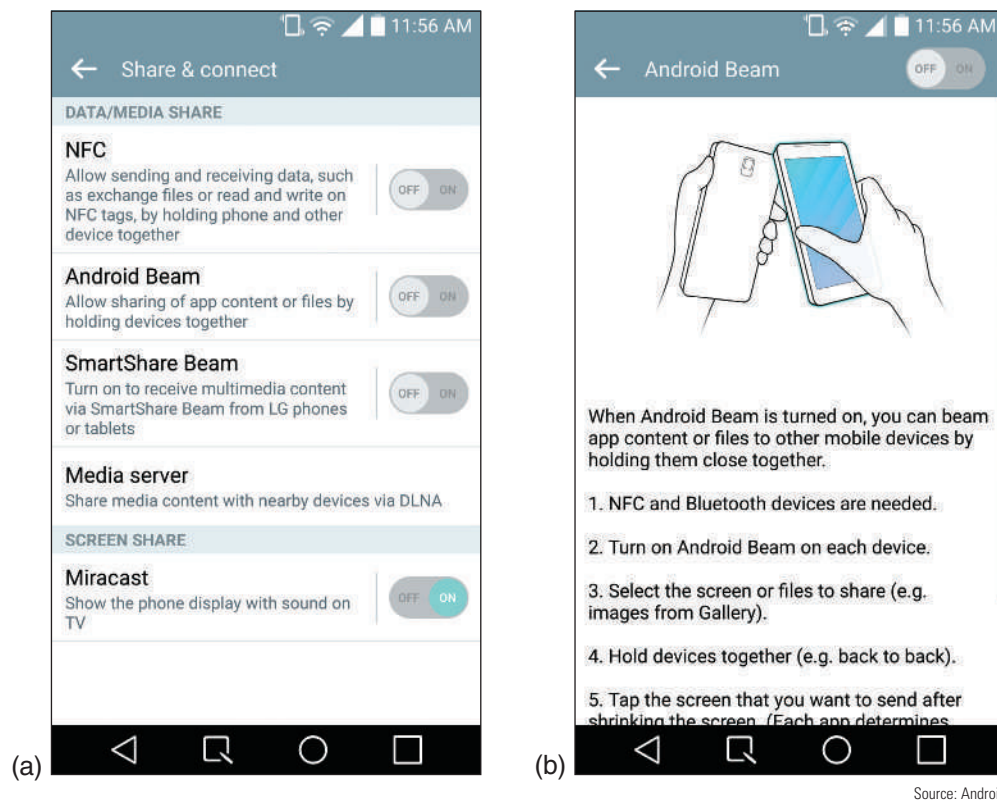 11:56 AM
Share & connect
DATA/MEDIA SHARE
NFC
Allow sending and receiving data, such
as exchange files or read and write on
NFC tags, by holding phone and other
device together
OFF ON
Android Beam
Allow sharing of app content or files by
holding devices together
OFF ON
SmartShare Beam
Turn on to receive multimedia content
via SmartShare Beam from LG phones
or tablets
OFF ON
Media server
Share media content with nearby devices via DLNA
SCREEN SHARE
Miracast
Show the phone display with sound on
TV
OFF ON
(a)
11:56 AM
Android Beam
OFF ON
When Android Beam is turned on, you can beam
app content or files to other mobile devices by
holding them close together.
1. NFC and Bluetooth devices are needed.
2. Turn on Android Beam on each device.
3. Select the screen or files to share (e.g.
images from Gallery).
4. Hold devices together (e.g. back to back).
5. Tap the screen that you want to send after
shrinking the screen. (Each app determines
(b)
Source: Andro